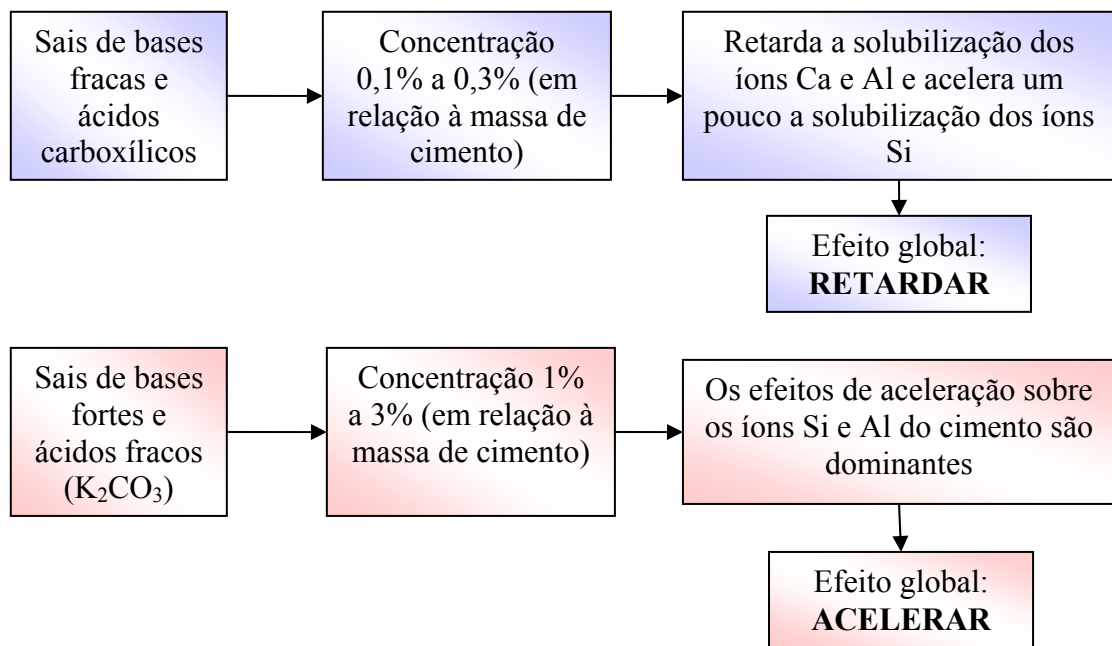 Sais de bases
fracas e
ácidos
carboxílicos
Concentração
0,1% a 0,3% (em
relação à massa de
cimento)
Retarda a solubilização dos
íons Ca e Al e acelera um
pouco a solubilização dos íons
Si
Efeito global:
RETARDAR
Sais de bases
fortes e
ácidos fracos
(K₂CO₃)
Concentração 1%
a 3% (em relação à
massa de cimento)
Os efeitos de aceleração sobre
os íons Si e Al do cimento são
dominantes
Efeito global:
ACELERAR